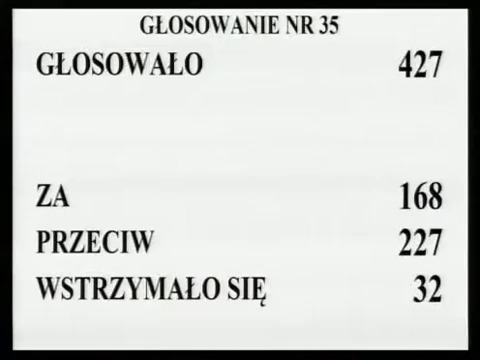 GŁOSOWANIE NR 35
GŁOSOWAŁO 427
ZA 168
PRZECIW 227
WSTRZYMAŁO SIĘ 32